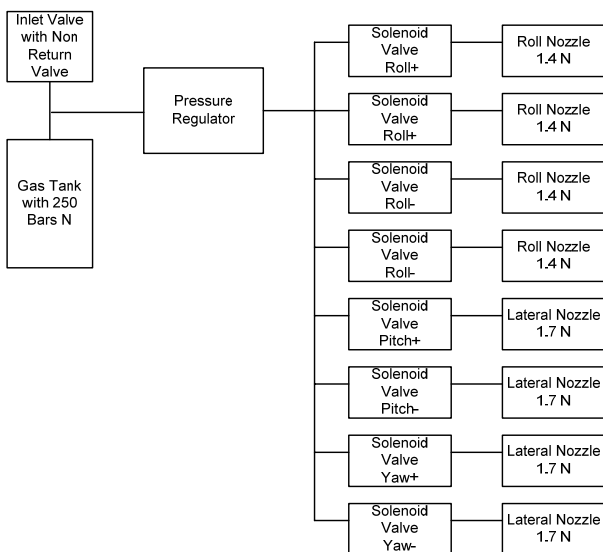 Inlet Valve
with Non
Return
Valve
Gas Tank
with 250
Bars N
Pressure
Regulator
Solenoid
Valve
Roll+
Roll Nozzle
1.4 N
Solenoid
Valve
Roll+
Roll Nozzle
1.4 N
Solenoid
Valve
Roll-
Roll Nozzle
1.4 N
Solenoid
Valve
Roll-
Roll Nozzle
1.4 N
Solenoid
Valve
Pitch+
Lateral Nozzle
1.7 N
Solenoid
Valve
Pitch-
Lateral Nozzle
1.7 N
Solenoid
Valve
Yaw+
Lateral Nozzle
1.7 N
Solenoid
Valve
Yaw-
Lateral Nozzle
1.7 N